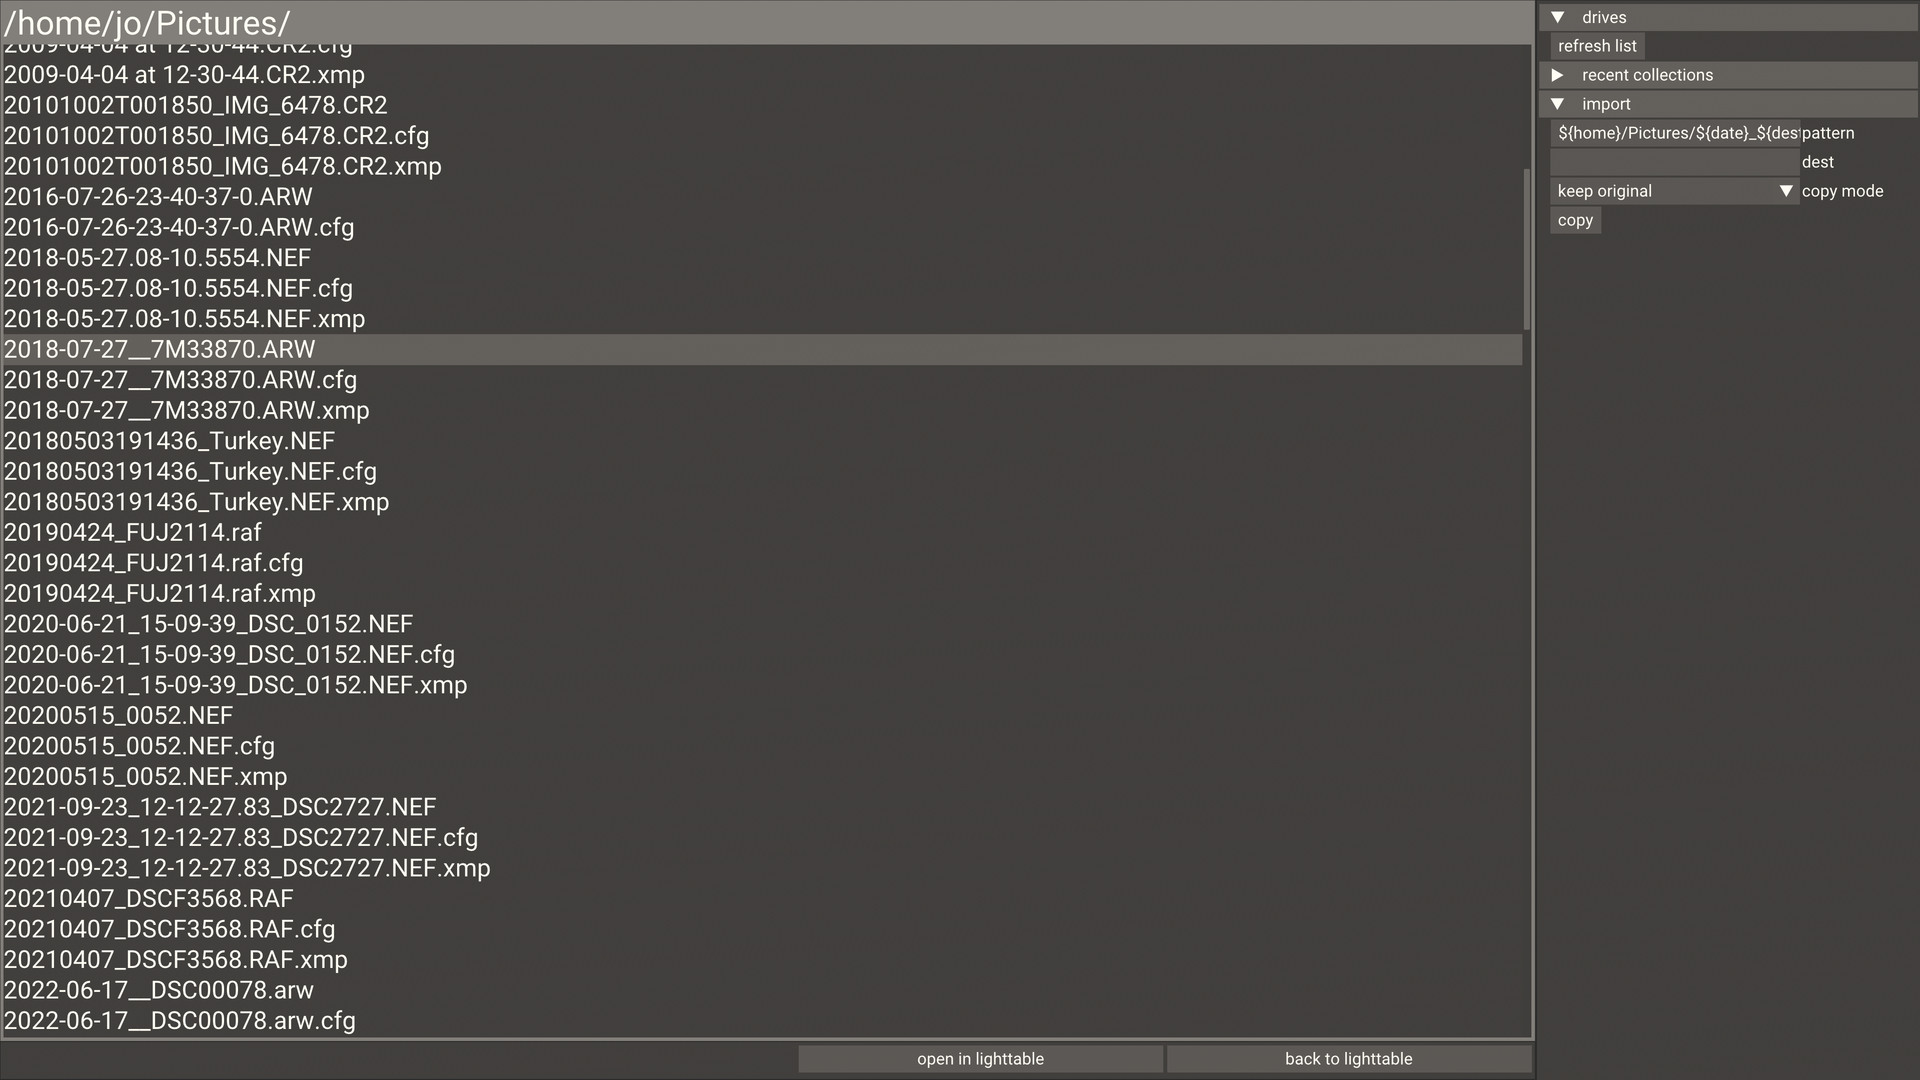 /home/jo/Pictures/
2009-04-04 at 12-30-44.CR2.cfg
2009-04-04 at 12-30-44.CR2.xmp
20101002T001850_IMG_6478.CR2
20101002T001850_IMG_6478.CR2.cfg
20101002T001850_IMG_6478.CR2.xmp
2016-07-26-23-40-37-0.ARW
2016-07-26-23-40-37-0.ARW.cfg
2018-05-27.08-10.5554.NEF
2018-05-27.08-10.5554.NEF.cfg
2018-05-27.08-10.5554.NEF.xmp
2018-07-27__7M33870.ARW
2018-07-27__7M33870.ARW.cfg
2018-07-27__7M33870.ARW.xmp
20180503191436_Turkey.NEF
20180503191436_Turkey.NEF.cfg
20180503191436_Turkey.NEF.xmp
20190424_FUJ2114.raf
20190424_FUJ2114.raf.cfg
20190424_FUJ2114.raf.xmp
2020-06-21_15-09-39_DSC_0152.NEF
2020-06-21_15-09-39_DSC_0152.NEF.cfg
2020-06-21_15-09-39_DSC_0152.NEF.xmp
20200515_0052.NEF
20200515_0052.NEF.cfg
20200515_0052.NEF.xmp
2021-09-23_12-12-27.83_DSC2727.NEF
2021-09-23_12-12-27.83_DSC2727.NEF.cfg
2021-09-23_12-12-27.83_DSC2727.NEF.xmp
20210407_DSCF3568.RAF
20210407_DSCF3568.RAF.cfg
20210407_DSCF3568.RAF.xmp
2022-06-17__DSC00078.arw
2022-06-17__DSC00078.arw.cfg
open in lighttable
back to lighttable
drives
refresh list
recent collections
import
${home}/Pictures/${date}_${des pattern
dest
keep original copy mode
copy